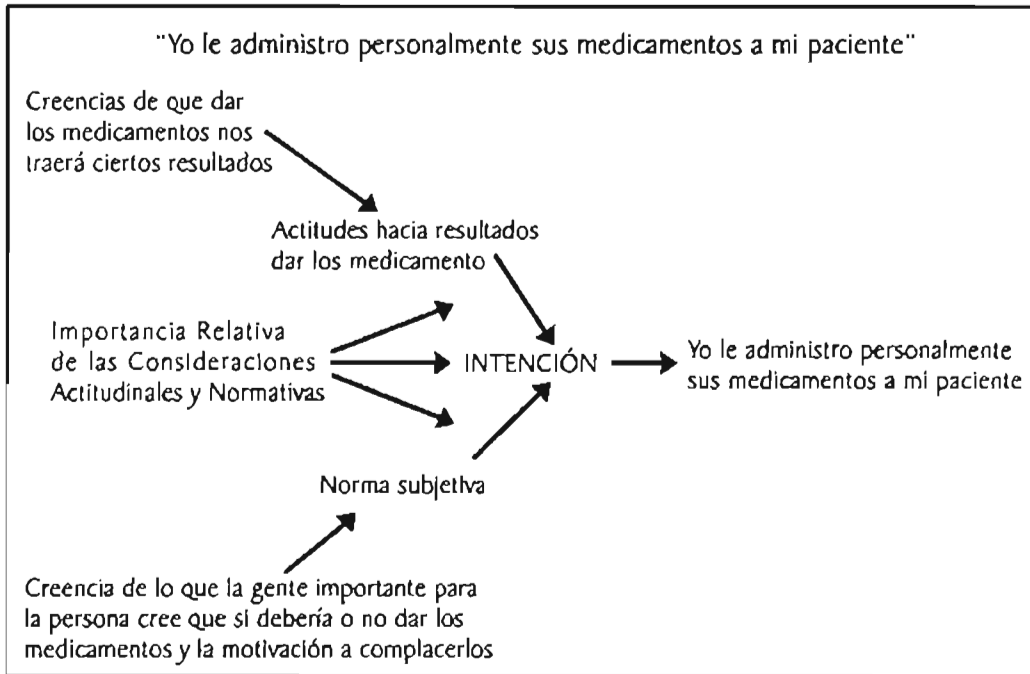 "Yo le administro personalmente sus medicamentos a mi paciente"
Creencias de que dar
los medicamentos nos
traerá ciertos resultados
Actitudes hacia resultados
dar los medicamento
Importancia Relativa
de las Consideraciones
Actitudinales y Normativas
INTENCIÓN
Yo le administro personalmente
sus medicamentos a mi paciente
Norma subjetiva
Creencia de lo que la gente importante para
la persona cree que si debería o no dar los
medicamentos y la motivación a complacerlos